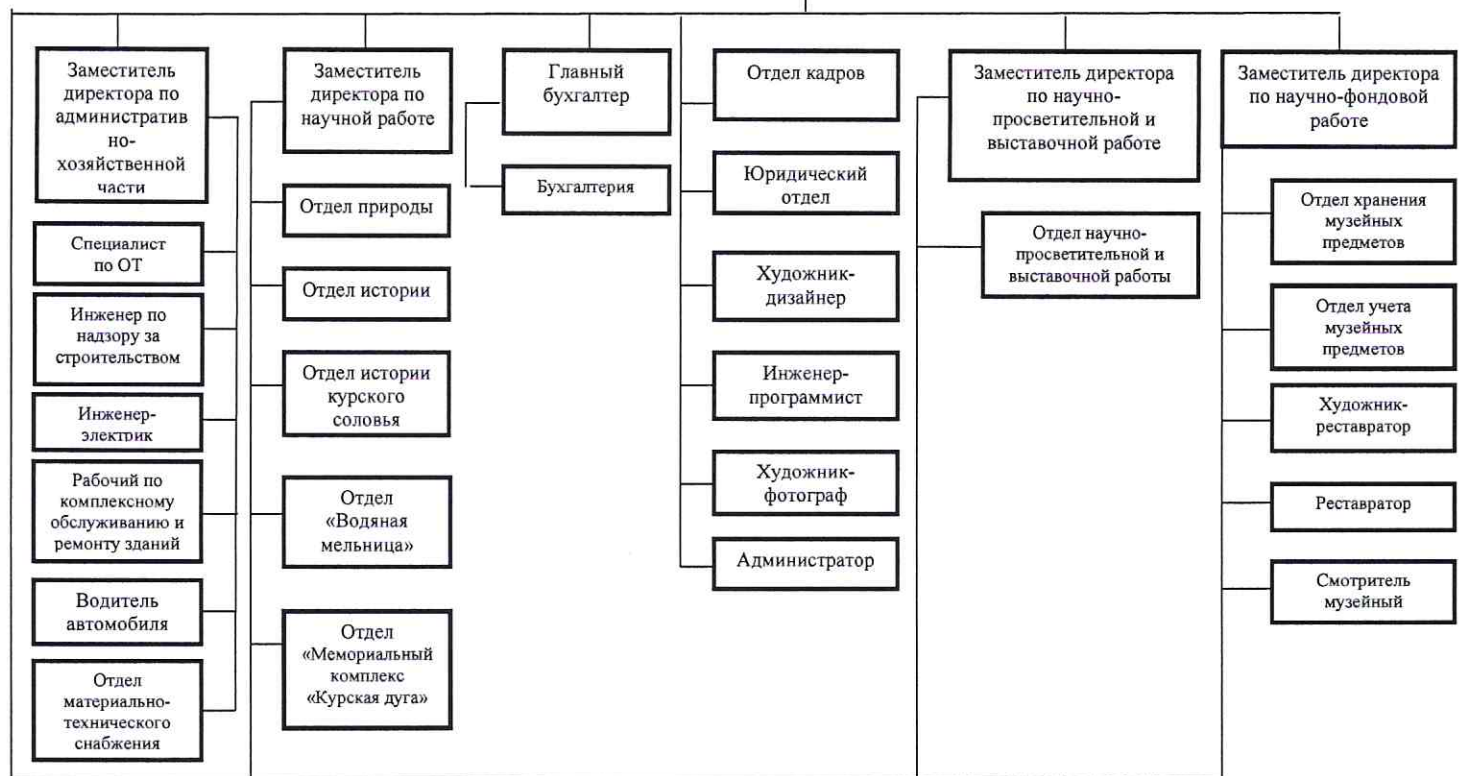 Заместитель
директора по
административ
но-
хозяйственной
части
Специалист
по ОТ
Инженер по
надзору за
строительством
Инженер-
электрик
Рабочий по
комплексному
обслуживанию и
ремонту зданий
Водитель
автомобиля
Отдел
материально-
технического
снабжения
Заместитель
директора по
научной работе
Отдел природы
Отдел истории
Отдел истории
курского
соловья
Отдел
«Водяная
мельница»
Отдел
«Мемориальный
комплекс
«Курская дуга»
Главный
бухгалтер
Бухгалтерия
Отдел кадров
Юридический
отдел
Художник-
дизайнер
Инженер-
программист
Художник-
фотограф
Администратор
Заместитель директора
по научно-
просветительной и
выставочной работе
Отдел научно-
просветительной и
выставочной работы
Заместитель директора
по научно-фондовой
работе
Отдел хранения
музейных
предметов
Отдел учета
музейных
предметов
Художник-
реставратор
Реставратор
Смотритель
музейный